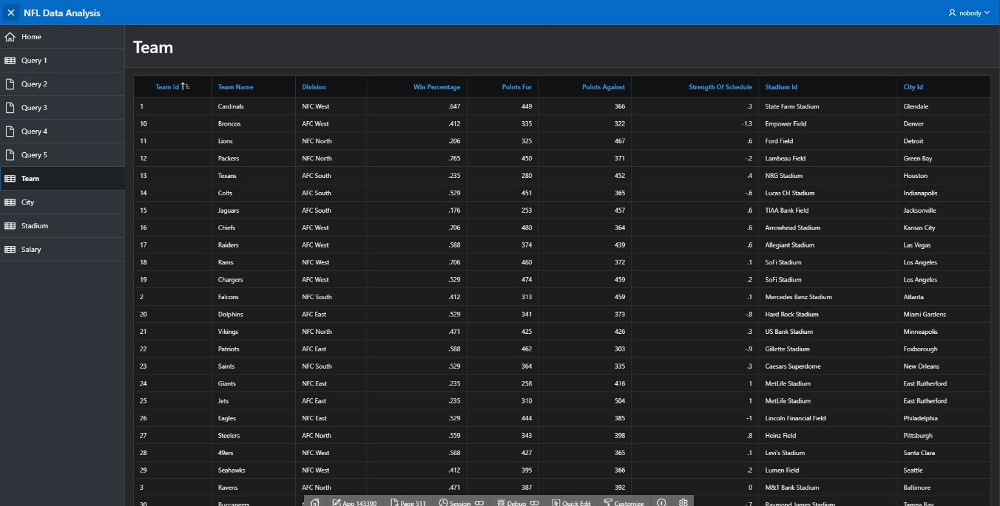 NFL Data Analysis
nobody
Home
Query 1
Query 2
Query 3
Query 4
Query 5
Team
City
Stadium
Salary
Team
Team Id Team Name Division Win Percentage Points For Points Against Strength Of Schedule Stadium Id City Id
1 Cardinals NFC West .647 449 366 .3 State Farm Stadium Glendale
10 Broncos AFC West .412 335 322 -1.3 Empower Field Denver
11 Lions NFC North .206 325 467 .6 Ford Field Detroit
12 Packers NFC North .765 450 371 -.2 Lambeau Field Green Bay
13 Texans AFC South .235 280 452 .4 NRG Stadium Houston
14 Colts AFC South .529 451 365 -.6 Lucas Oil Stadium Indianapolis
15 Jaguars AFC South .176 253 457 .6 TIAA Bank Field Jacksonville
16 Chiefs AFC West .706 480 364 .6 Arrowhead Stadium Kansas City
17 Raiders AFC West .588 374 439 .6 Allegiant Stadium Las Vegas
18 Rams NFC West .706 460 372 .1 SoFi Stadium Los Angeles
19 Chargers AFC West .529 474 459 .2 SoFi Stadium Los Angeles
2 Falcons NFC South .412 313 459 .1 Mercedes Benz Stadium Atlanta
20 Dolphins AFC East .529 341 373 -.8 Hard Rock Stadium Miami Gardens
21 Vikings NFC North .471 425 426 .3 US Bank Stadium Minneapolis
22 Patriots AFC East .588 462 303 -.9 Gillette Stadium Foxborough
23 Saints NFC South .529 364 335 .3 Caesars Superdome New Orleans
24 Giants NFC East .235 258 416 1 MetLife Stadium East Rutherford
25 Jets AFC East .235 310 504 1 MetLife Stadium East Rutherford
26 Eagles NFC East .529 444 385 -1 Lincoln Financial Field Philadelphia
27 Steelers AFC North .559 343 398 .8 Heinz Field Pittsburgh
28 49ers NFC West .588 427 365 .1 Levi's Stadium Santa Clara
29 Seahawks NFC West .412 395 366 .2 Lumen Field Seattle
3 Ravens AFC North .471 387 392 0 M&T Bank Stadium Baltimore
30 Buccaneers -.7 Raymond James Stadium Tampa Bay
App 143390 Page 511 Session Debug Quick Edit Customize